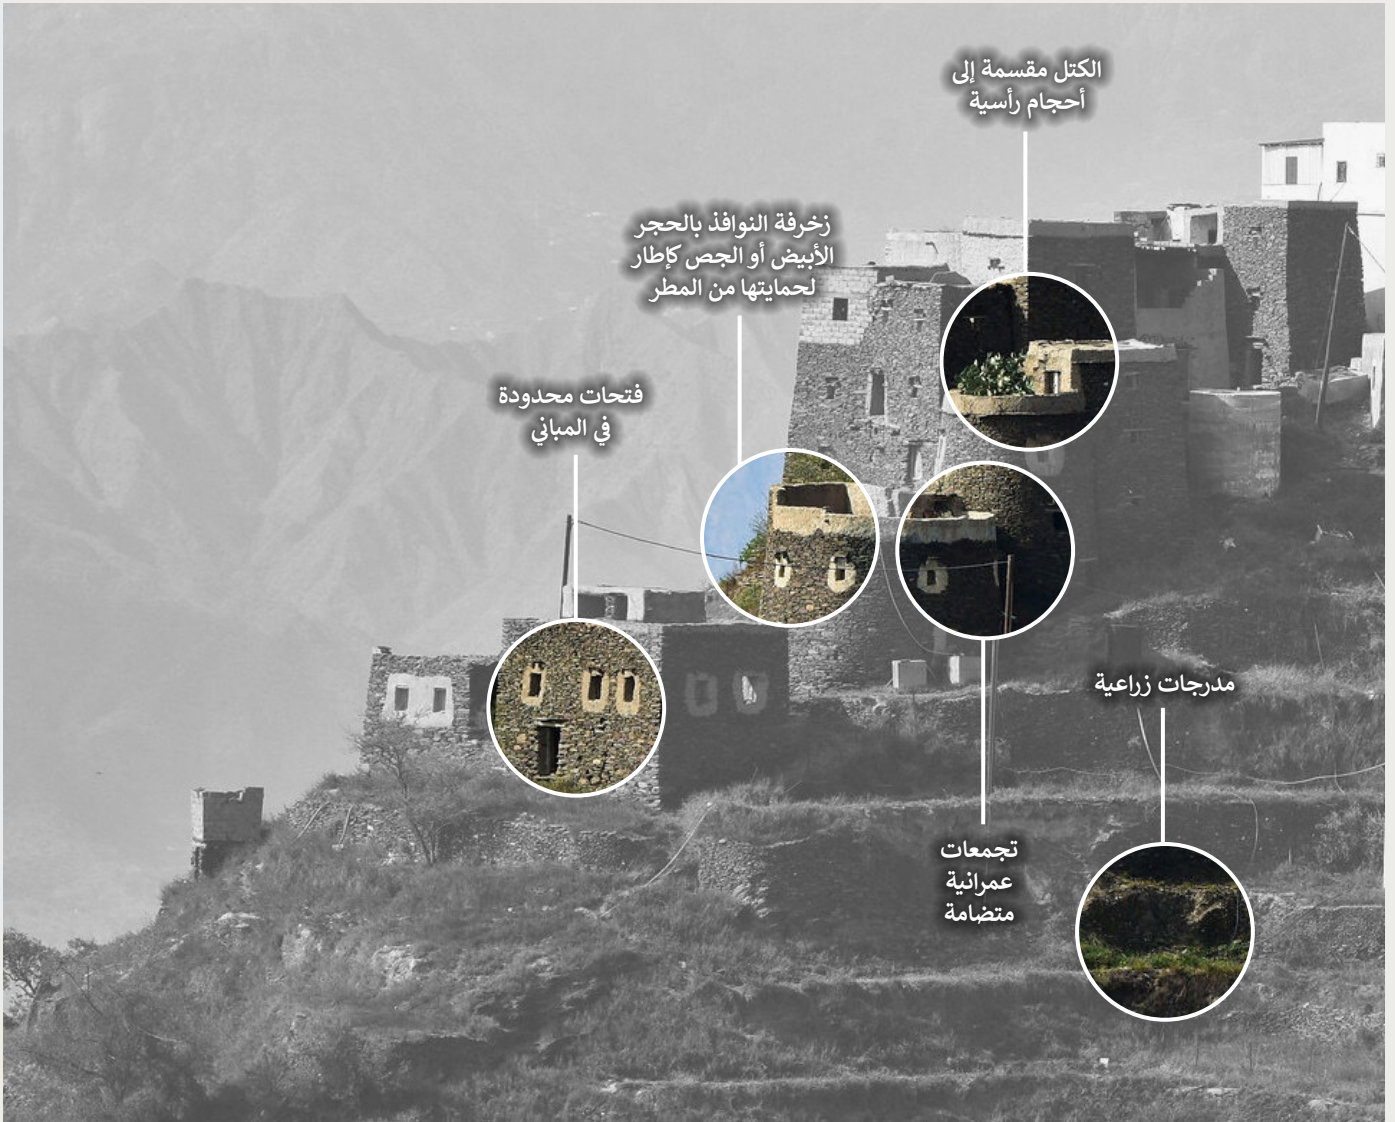 الكتل مقسمة إلى
أحجام رأسية
زخرفة النوافذ بالحجر
الأبيض أو الجص كإطار
لحمايتها من المطر
فتحات محدودة
في المباني
مدرجات زراعية
تجمعات
عمرانية
متضامة